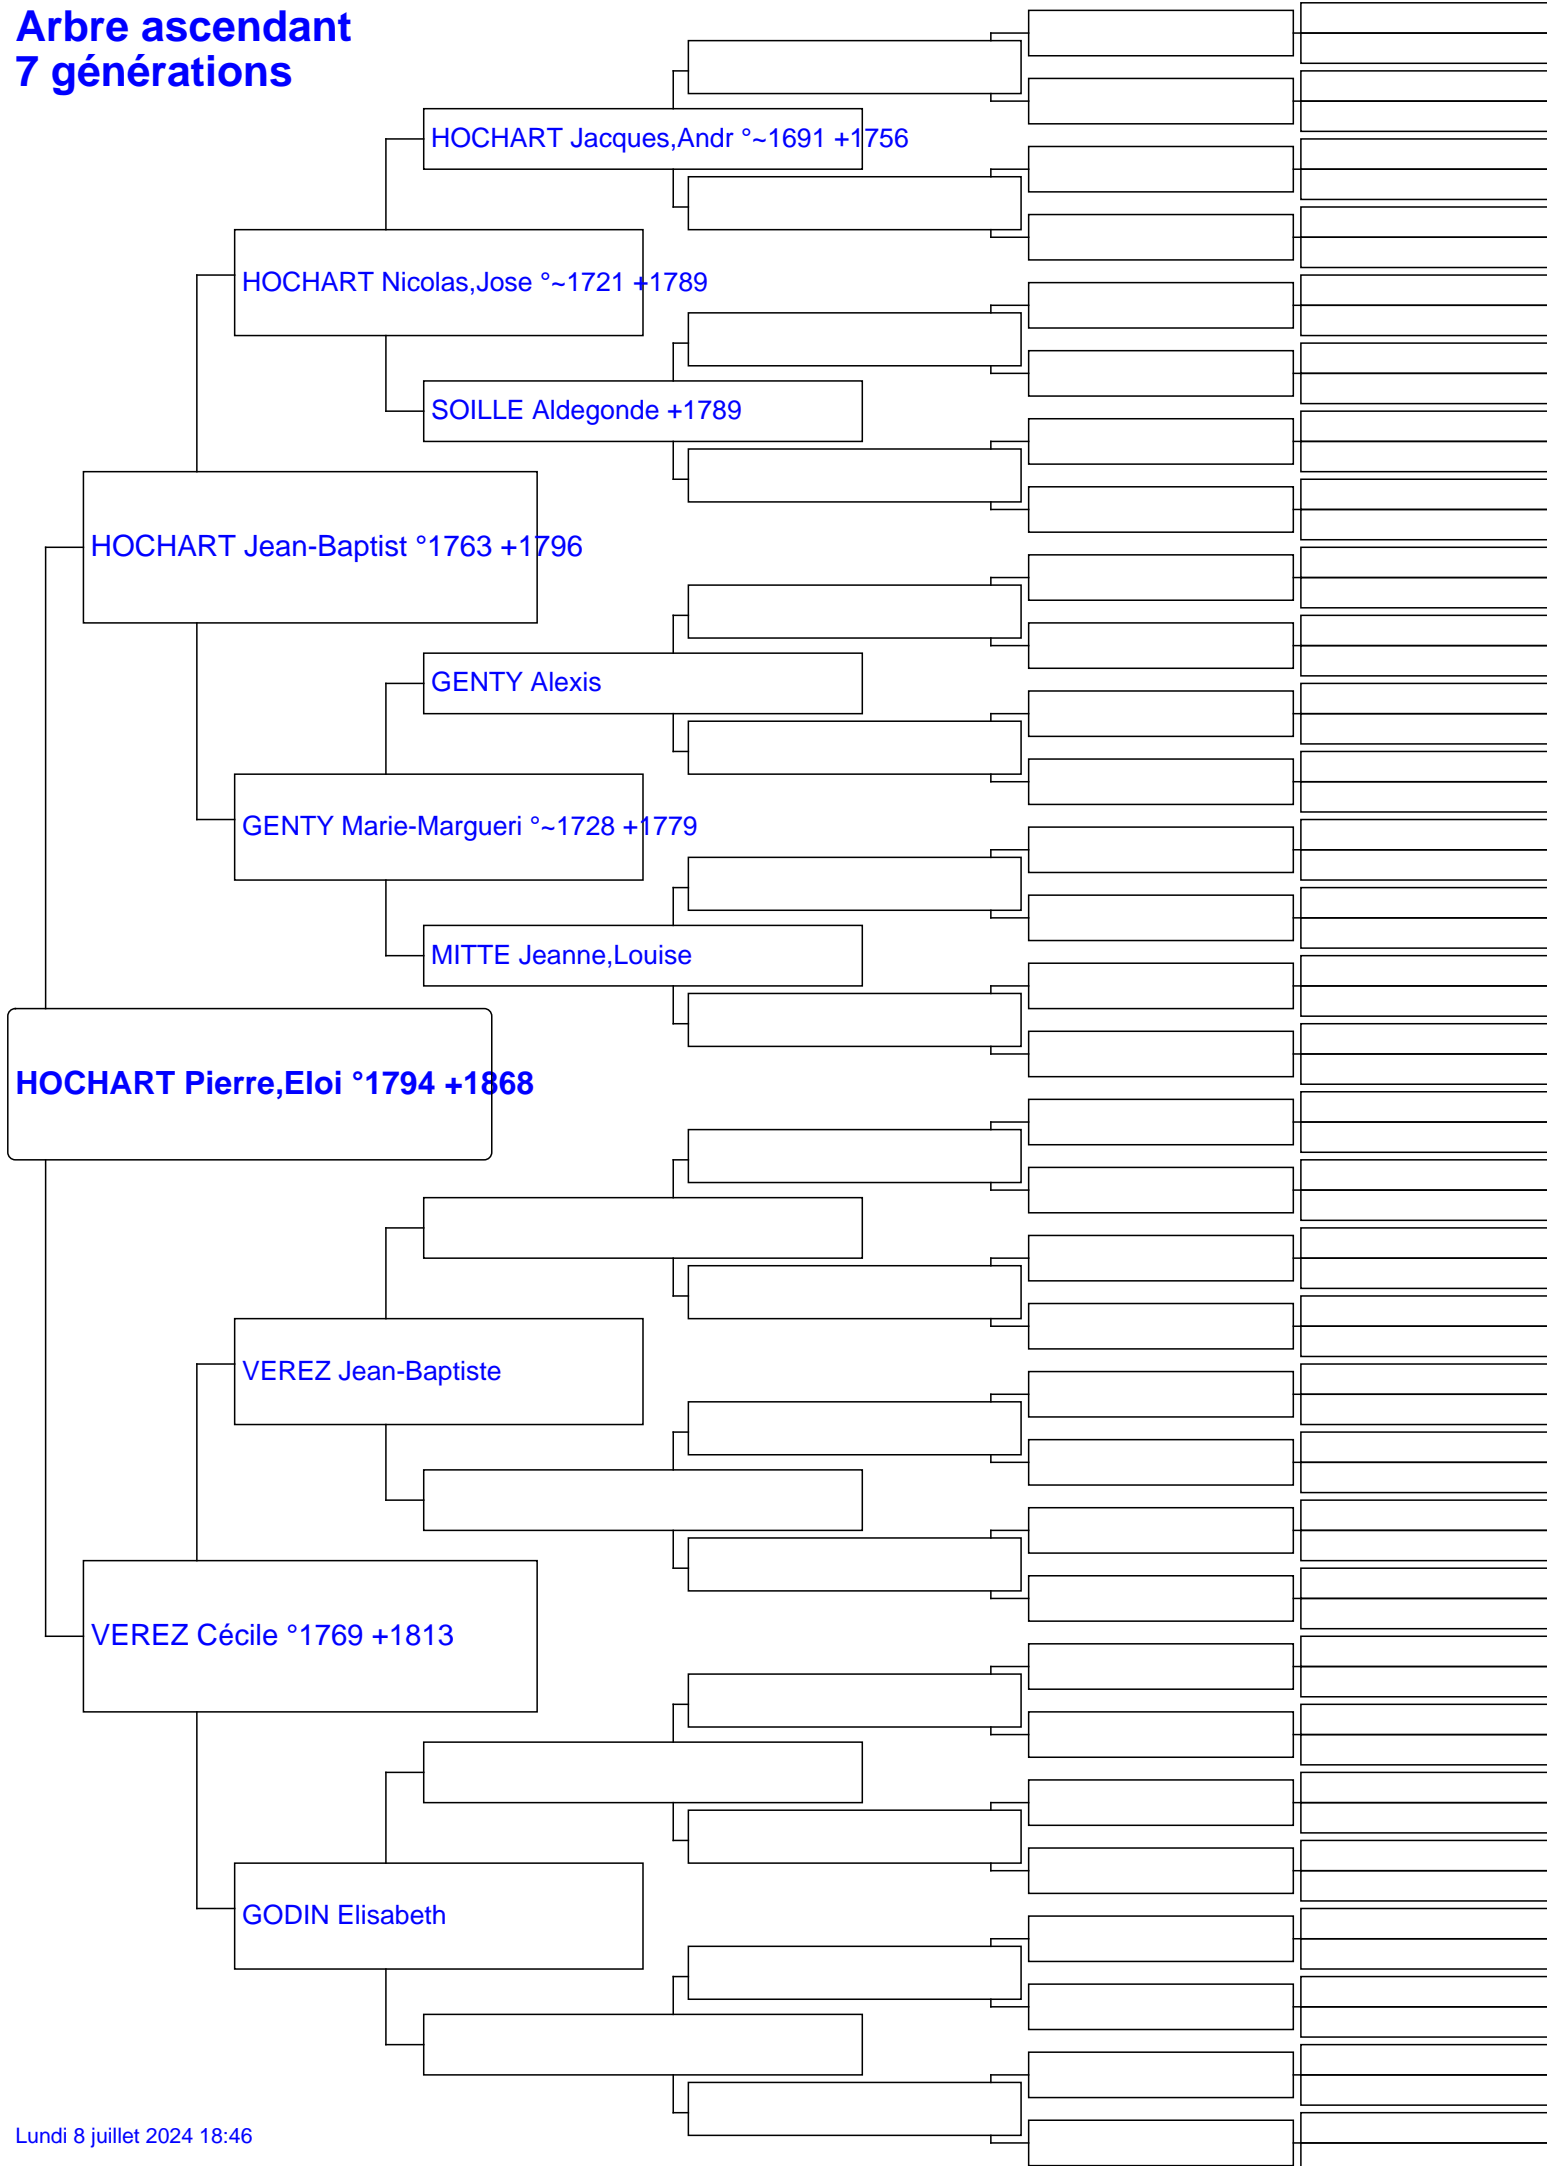 Arbre ascendant
7 générations
HOCHART Jacques,Andr °~1691 +1756
HOCHART Nicolas,Jose °~1721 +1789
SOILLE Aldegonde +1789
HOCHART Jean-Baptist °1763 +1796
GENTY Alexis
GENTY Marie-Margueri °~1728 +1779
MITTE Jeanne,Louise
HOCHART Pierre,Eloi °1794 +1868
VEREZ Jean-Baptiste
VEREZ Cécile °1769 +1813
GODIN Elisabeth
Lundi 8 juillet 2024 18:46